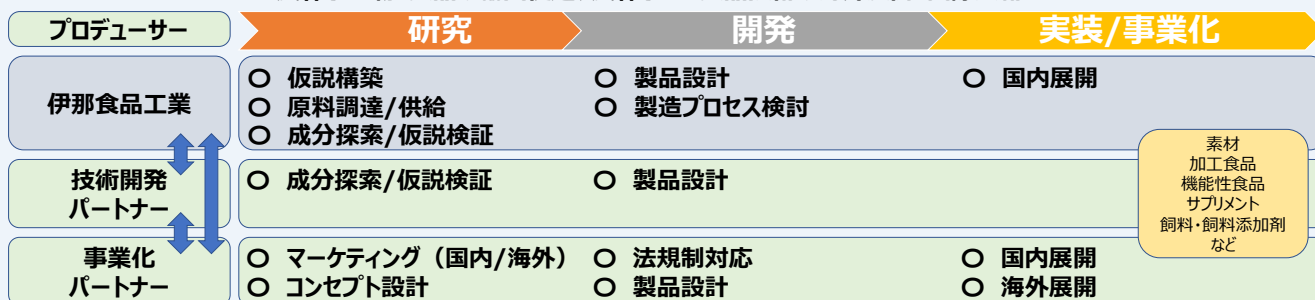 プロデューサー 研究 開発 実装/事業化
伊那食品工業
〇 仮説構築 〇 製品設計 〇 国内展開
〇 原料調達/供給 〇 製造プロセス検討
〇 成分探索/仮説検証
技術開発
パートナー
〇 成分探索/仮説検証 〇 製品設計
事業化
パートナー
〇 マーケティング（国内/海外） 〇 法規制対応 〇 国内展開
〇 コンセプト設計 〇 製品設計 〇 海外展開
素材
加工食品
機能性食品
サプリメント
飼料・飼料添加剤
など